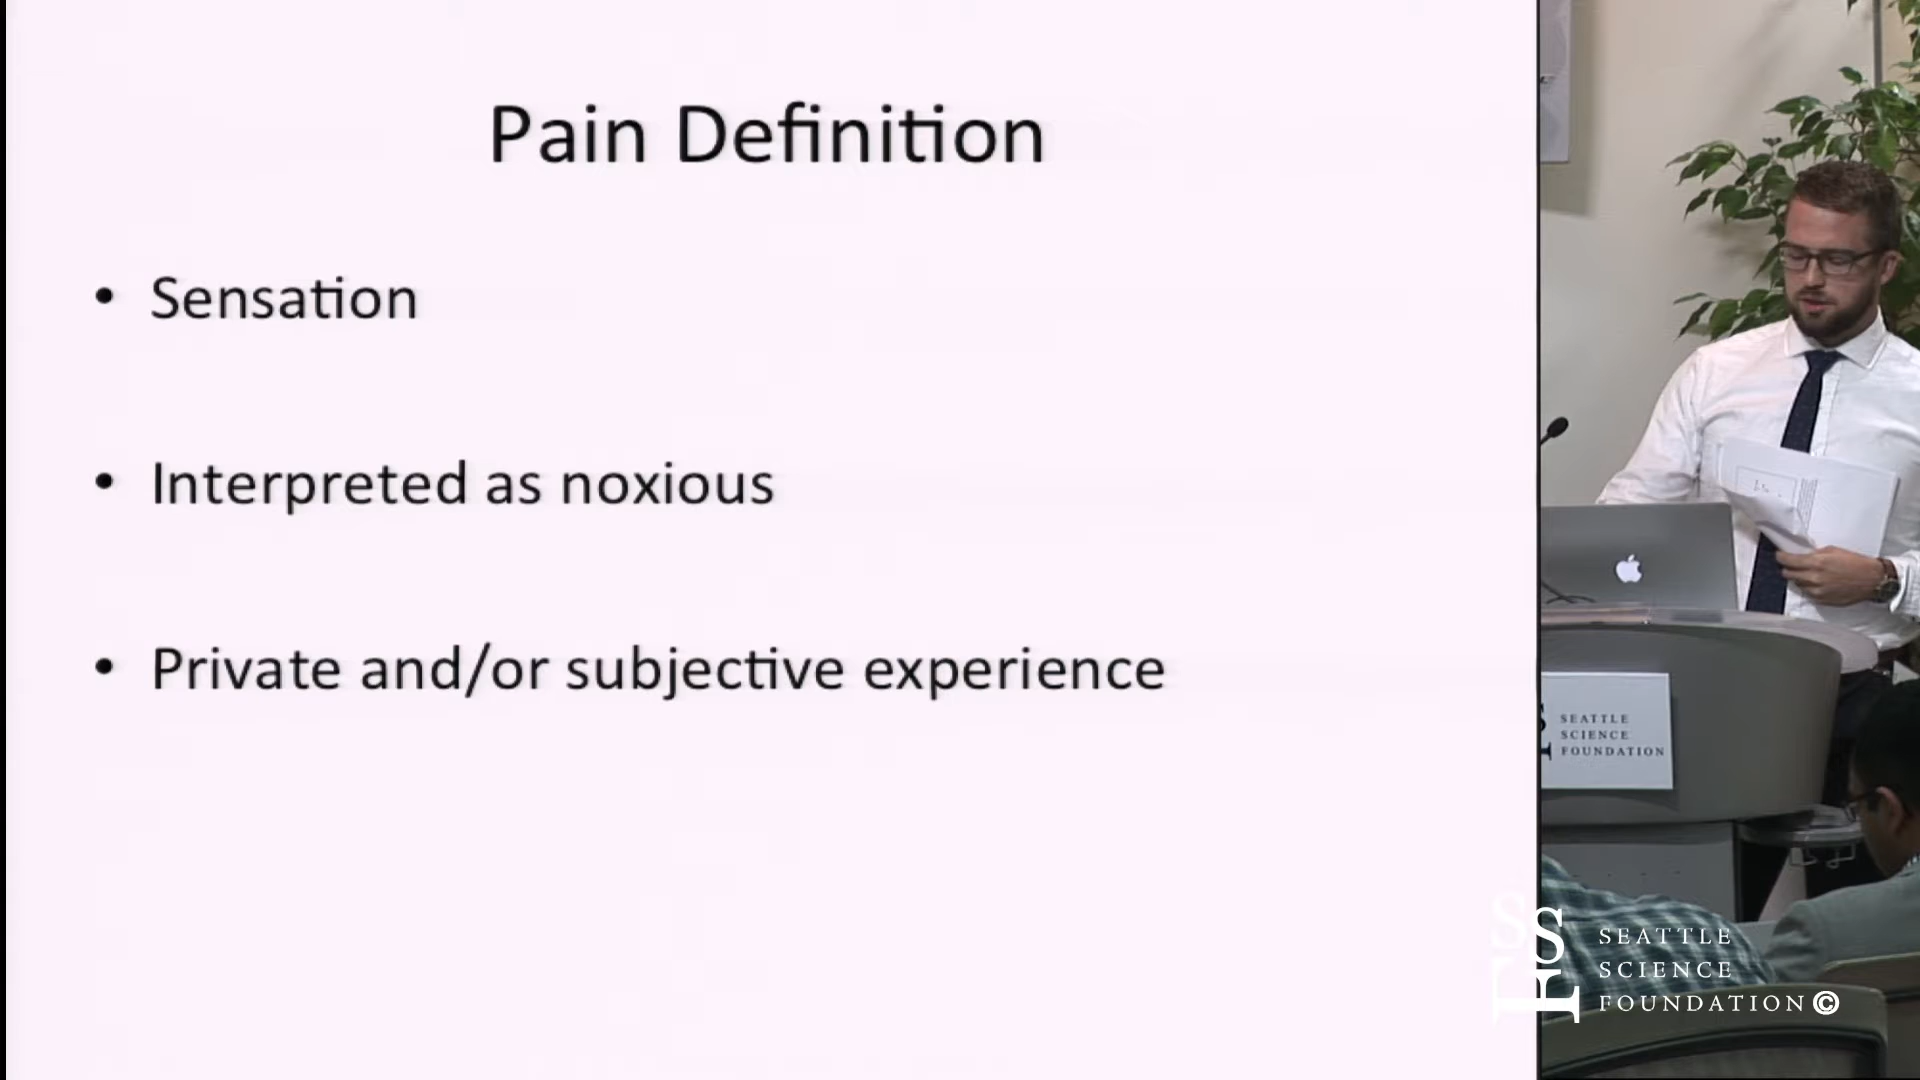 Pain Definition
• Sensation
• Interpreted as noxious
• Private and/or subjective experience
SEATTLE
SCIENCE
FOUNDATION
SEATTLE
SCIENCE
FOUNDATION©